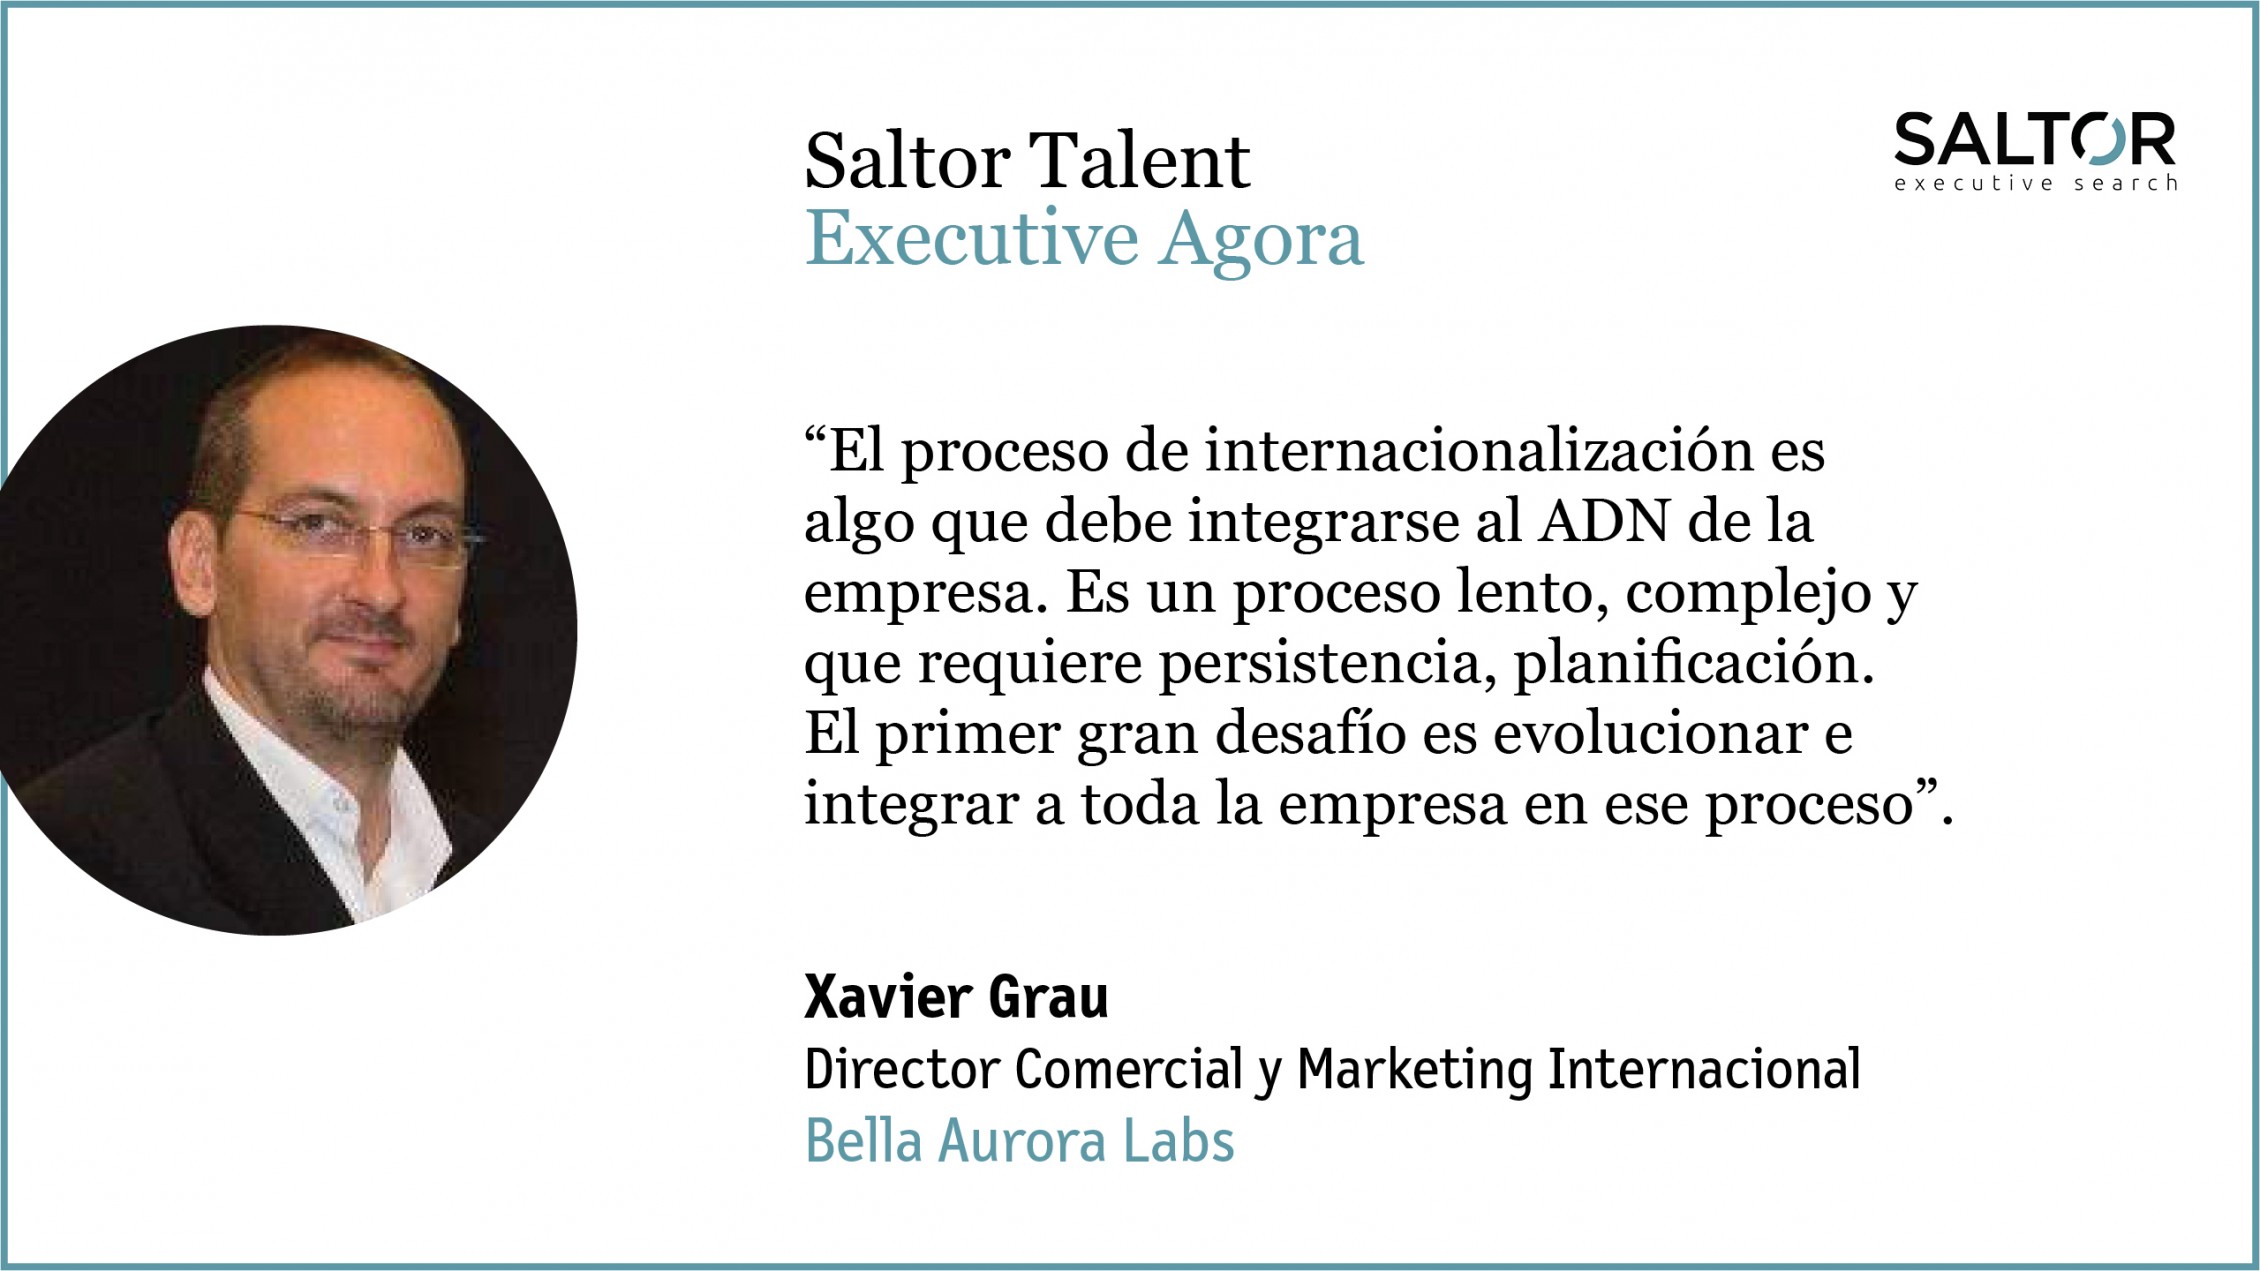 Saltor Talent
Executive Agora
SALTOR
executive search
“El proceso de internacionalización es
algo que debe integrarse al ADN de la
empresa. Es un proceso lento, complejo y
que requiere persistencia, planificación.
El primer gran desafío es evolucionar e
integrar a toda la empresa en ese proceso”.
Xavier Grau
Director Comercial y Marketing Internacional
Bella Aurora Labs